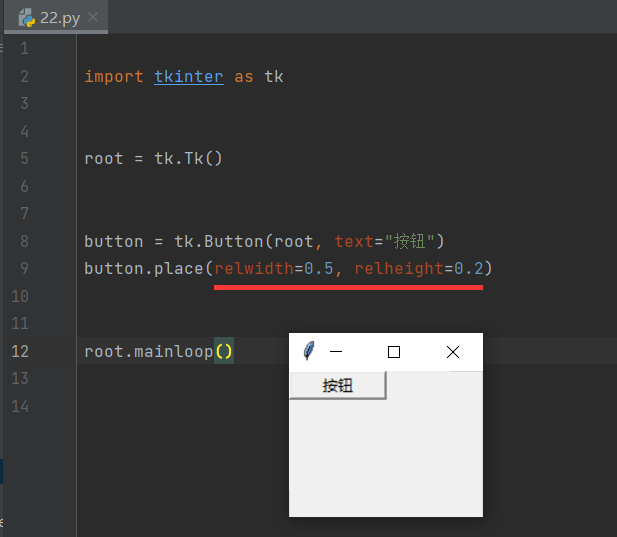 22.py
1
2 import tkinter as tk
3
4
5 root = tk.Tk()
6
7
8 button = tk.Button(root, text="按钮")
9 button.place(relwidth=0.5, relheight=0.2)
10
11
12 root.mainloop()
13
14
按钮